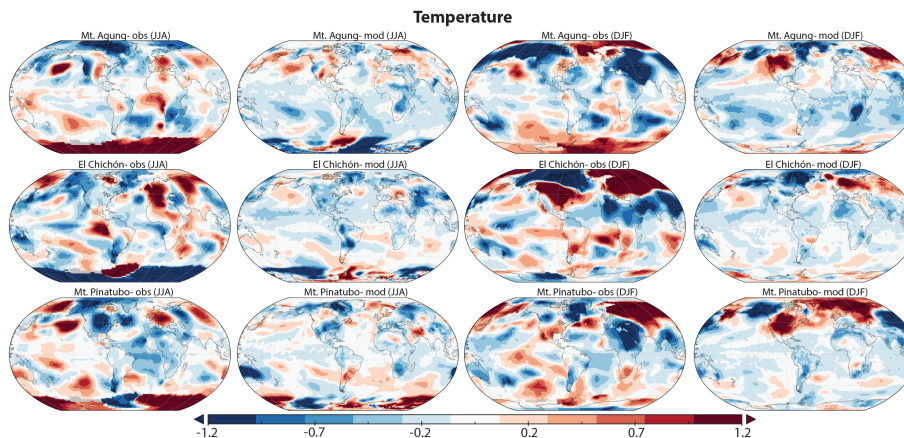 Temperature
Mt. Agung- obs (JJA)
Mt. Agung- mod (JJA)
Mt. Agung- obs (DJF)
Mt. Agung- mod (DJF)
El Chichón- obs (JJA)
El Chichón- mod (JJA)
El Chichón- obs (DJF)
El Chichón- mod (DJF)
Mt. Pinatubo- obs (JJA)
Mt. Pinatubo- mod (JJA)
Mt. Pinatubo- obs (DJF)
Mt. Pinatubo- mod (DJF)
-1.2 -0.7 -0.2 0.2 0.7 1.2